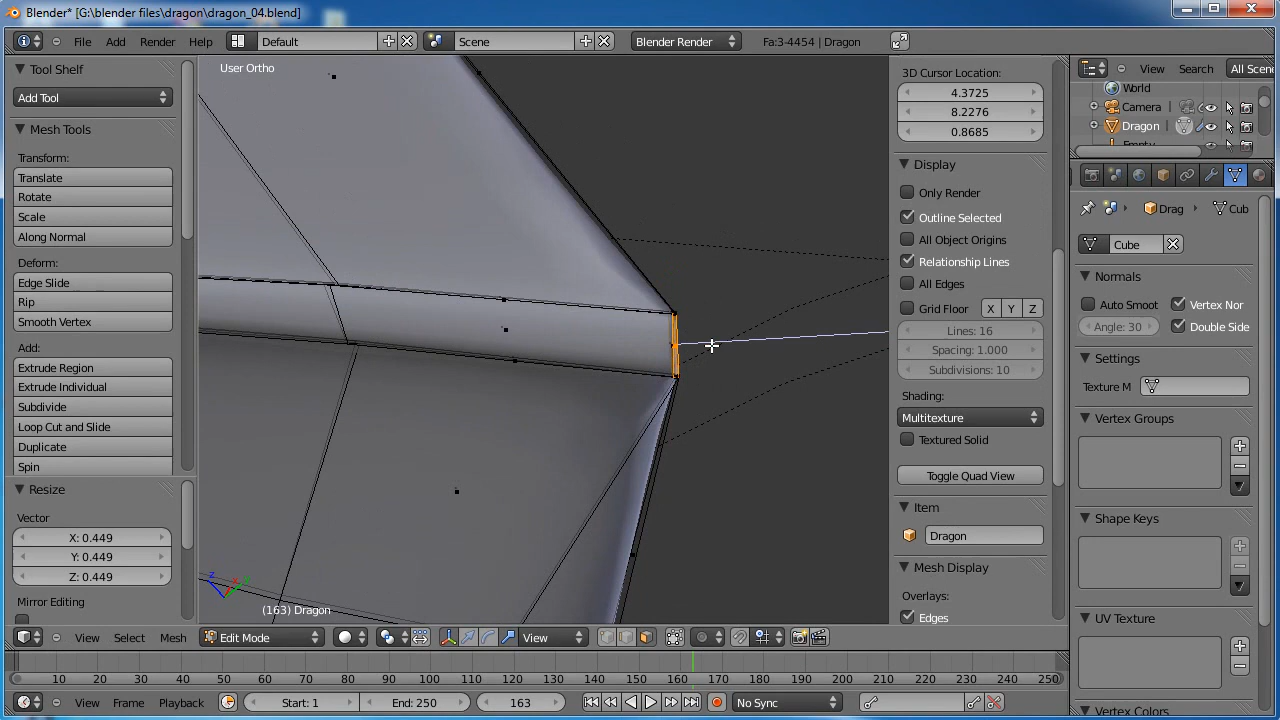 Blender* [G:\blender files\dragon\dragon_04.blend]
File Add Render Help Default Scene Blender Render Fa:3-4454 | Dragon
View Search All Scene
World
Camera
Dragon
Tool Shelf
Add Tool
Mesh Tools
Transform:
Translate
Rotate
Scale
Along Normal
Deform:
Edge Slide
Rip
Smooth Vertex
Add:
Extrude Region
Extrude Individual
Subdivide
Loop Cut and Slide
Duplicate
Spin
Resize
Vector
X: 0.449
Y: 0.449
Z: 0.449
Mirror Editing
User Ortho
(163) Dragon
3D Cursor Location:
4.3725
8.2276
0.8685
Display
Only Render
Outline Selected
All Object Origins
Relationship Lines
All Edges
Grid Floor X Y Z
Lines: 16
Spacing: 1.000
Subdivisions: 10
Shading:
Multitexture
Textured Solid
Toggle Quad View
Item
Dragon
Mesh Display
Overlays:
Edges
Drag Cub
Cube
Normals
Auto Smoot Vertex Nor
Angle: 30 Double Side
Settings
Texture M
Vertex Groups
Shape Keys
UV Texture
Vertex Colors
View Select Mesh Edit Mode View
10 20 30 40 50 60 70 80 90 100 110 120 130 140 150 160 170 180 190 200 210 220 230 240 250
View Frame Playback Start: 1 End: 250 163 No Sync